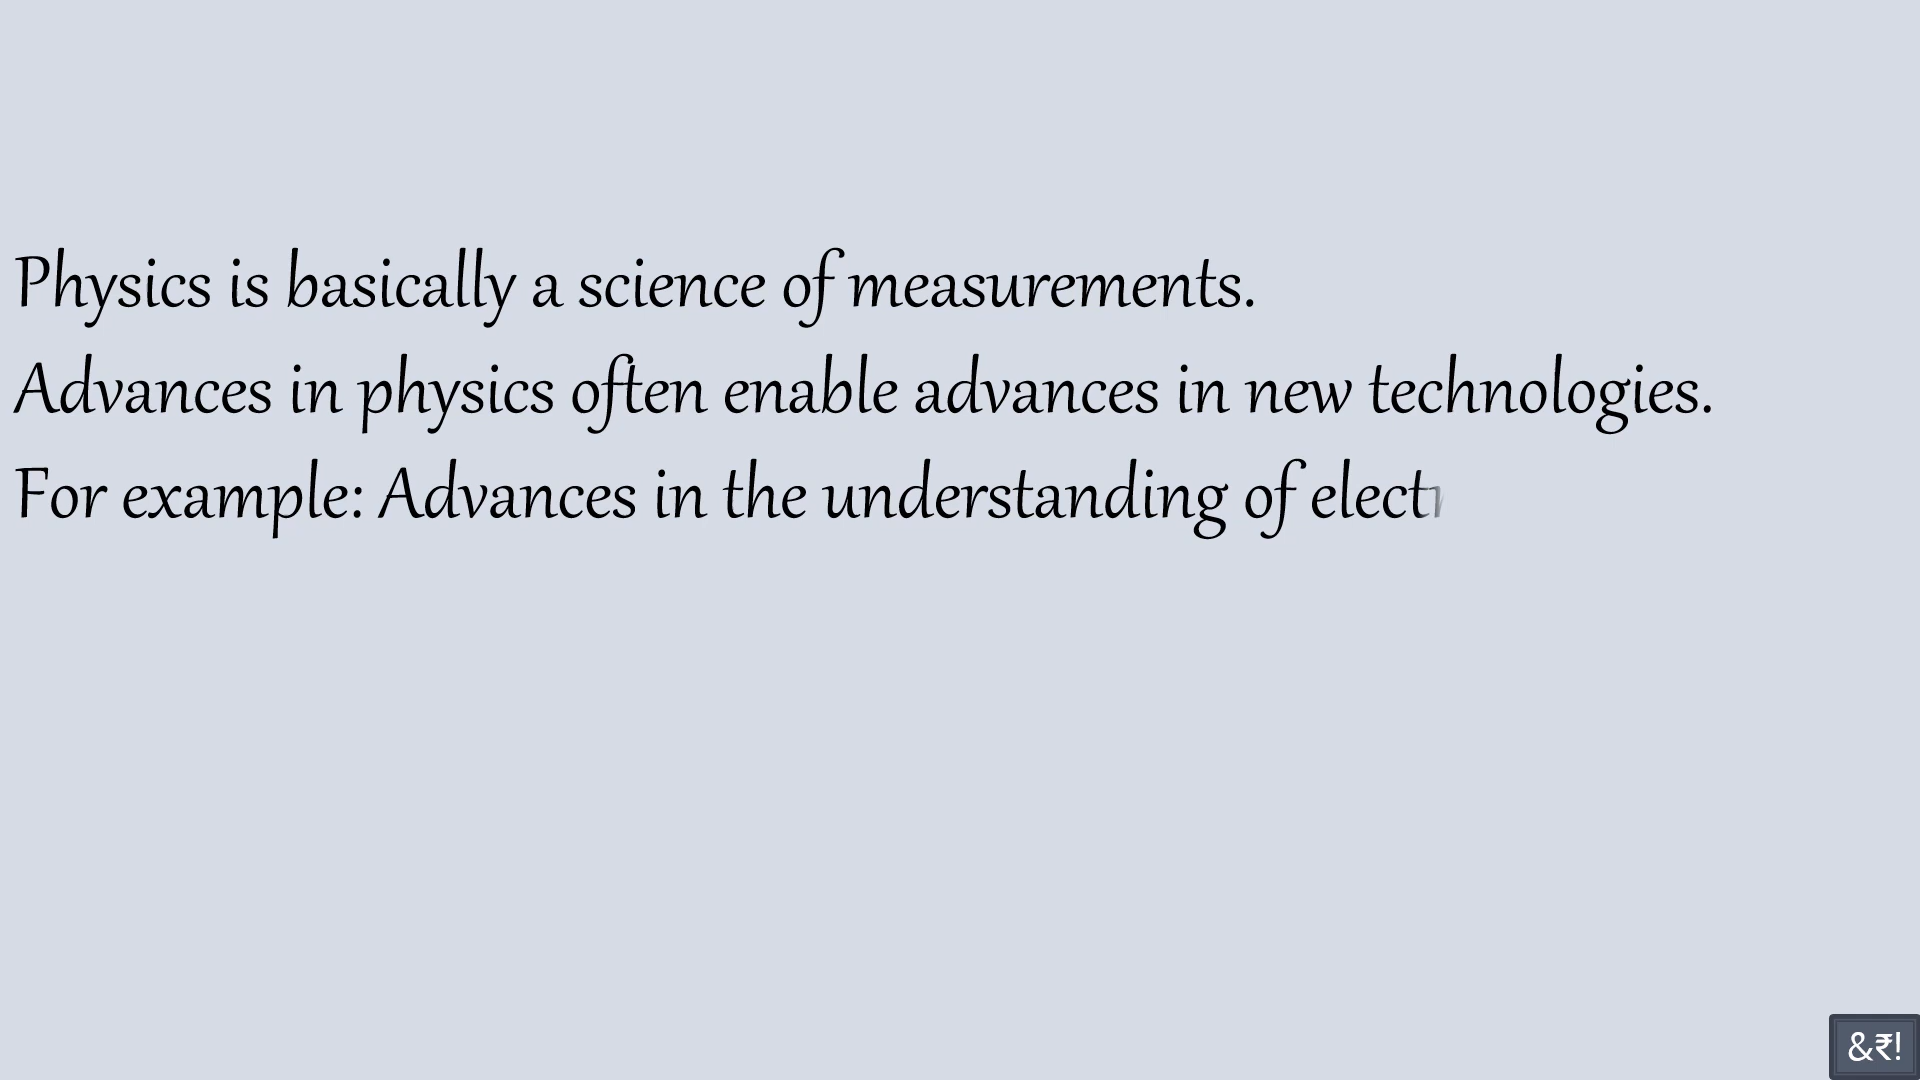 Physics is basically a science of measurements.
Advances in physics often enable advances in new technologies.
For example: Advances in the understanding of elect
&₹!